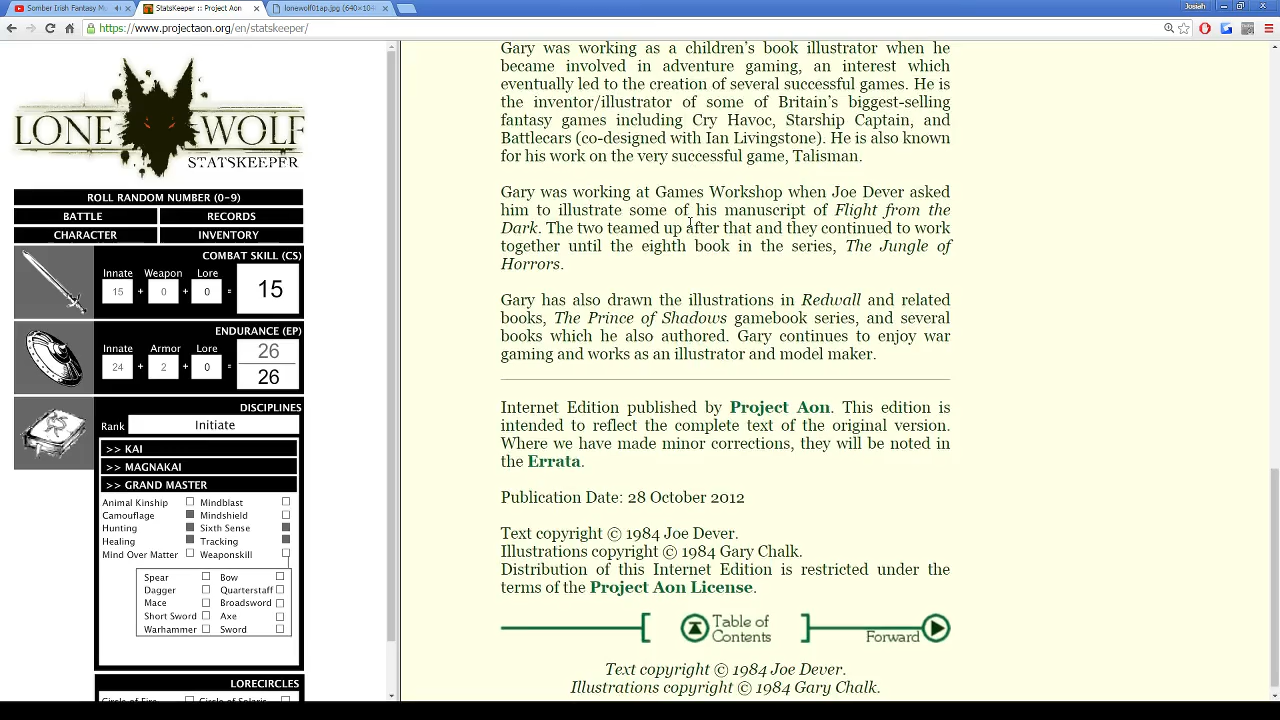 Somber Irish Fantasy M
StatsKeeper :: Project Aon
lonewolf01ap.jpg (640×10
Josiah
https://www.projectaon.org/en/statskeeper/
LONE WOLF
STATSKEEPER
ROLL RANDOM NUMBER (0-9)
BATTLE RECORDS
CHARACTER INVENTORY
COMBAT SKILL (CS)
Innate Weapon Lore
15 + 0 + 0 = 15
ENDURANCE (EP)
Innate Armor Lore
26
24 + 2 + 0 =
26
DISCIPLINES
Rank Initiate
>> KAI
>> MAGNAKAI
>> GRAND MASTER
Animal Kinship Mindblast
Camouflage Mindshield
Hunting Sixth Sense
Healing Tracking
Mind Over Matter Weaponskill
Spear Bow
Dagger Quarterstaff
Mace Broadsword
Short Sword Axe
Warhammer Sword
LORECIRCLES
Circle of Fire Circle of Solaris
Gary was working as a children's book illustrator when he
became involved in adventure gaming, an interest which
eventually led to the creation of several successful games. He is
the inventor/illustrator of some of Britain's biggest-selling
fantasy games including Cry Havoc, Starship Captain, and
Battlecars (co-designed with Ian Livingstone). He is also known
for his work on the very successful game, Talisman.
Gary was working at Games Workshop when Joe Dever asked
him to illustrate some of his manuscript of Flight from the
Dark. The two teamed up after that and they continued to work
together until the eighth book in the series, The Jungle of
Horrors.
Gary has also drawn the illustrations in Redwall and related
books, The Prince of Shadows gamebook series, and several
books which he also authored. Gary continues to enjoy war
gaming and works as an illustrator and model maker.
Internet Edition published by Project Aon. This edition is
intended to reflect the complete text of the original version.
Where we have made minor corrections, they will be noted in
the Errata.
Publication Date: 28 October 2012
Text copyright © 1984 Joe Dever.
Illustrations copyright © 1984 Gary Chalk.
Distribution of this Internet Edition is restricted under the
terms of the Project Aon License.
Table of
Contents
Forward
Text copyright © 1984 Joe Dever.
Illustrations copyright © 1984 Gary Chalk.